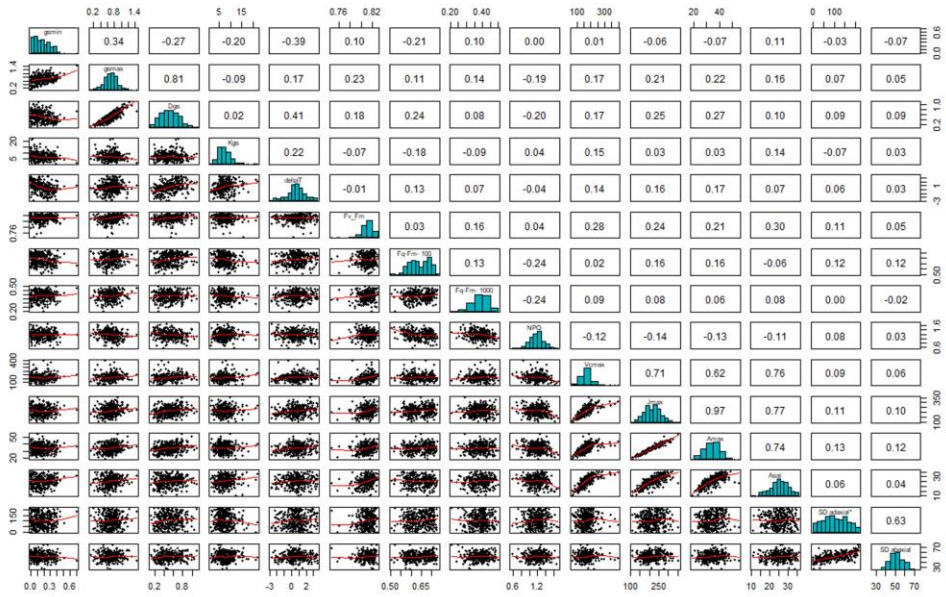 0.2 0.8 1.4 5 15 0.76 0.82 0.20 0.40 100 300 20 40 0 100
gsmin 0.34 -0.27 -0.20 -0.39 0.10 -0.21 0.10 0.00 0.01 -0.06 -0.07 0.11 -0.03 -0.07 0.0 0.6
0.2 1.4 gsmax 0.81 -0.09 0.17 0.23 0.11 0.14 -0.19 0.17 0.21 0.22 0.16 0.07 0.05
Dgs 0.02 0.41 0.18 0.24 0.08 -0.20 0.17 0.25 0.27 0.10 0.09 0.09 0.2 1.0
5 20 Kgs 0.22 -0.07 -0.18 -0.09 0.04 0.15 0.03 0.03 0.14 -0.07 0.03
deltaT -0.01 0.13 0.07 -0.04 0.14 0.16 0.17 0.07 0.06 0.03 -3 1
0.76 Fv_Fm 0.03 0.16 0.04 0.28 0.24 0.21 0.30 0.11 0.05
Fq-Fm- 100 0.13 -0.24 0.02 0.16 0.16 -0.06 0.12 0.12 0.50
0.20 0.50 Fq-Fm- 1000 -0.24 0.09 0.08 0.06 0.08 0.00 -0.02
NPQ -0.12 -0.14 -0.13 -0.11 0.08 0.03 0.6 1.6
100 400 Vcmax 0.71 0.62 0.76 0.09 0.06
Jmax 0.97 0.77 0.11 0.10 100 350
20 50 Amax 0.74 0.13 0.12
Asat 0.06 0.04 10 30
0 150 SD adaxial* 0.63
SD abaxial 30 70
0.0 0.3 0.6 0.2 0.8 -3 0 2 0.50 0.65 0.6 1.2 100 250 10 20 30 30 50 70